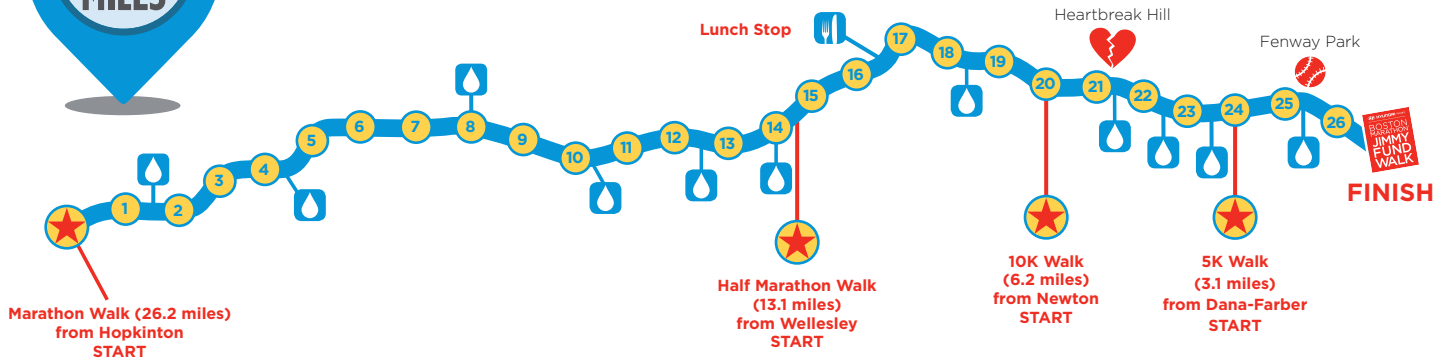 MILES
Heartbreak Hill
Fenway Park
Lunch Stop
1
2
3
4
5
6
7
8
9
10
11
12
13
14
15
16
17
18
19
20
21
22
23
24
25
26
BOSTON
MARATHON
JIMMY
FUND
WALK
FINISH
Marathon Walk (26.2 miles)
from Hopkinton
START
Half Marathon Walk
(13.1 miles)
from Wellesley
START
10K Walk
(6.2 miles)
from Newton
START
5K Walk
(3.1 miles)
from Dana-Farber
START